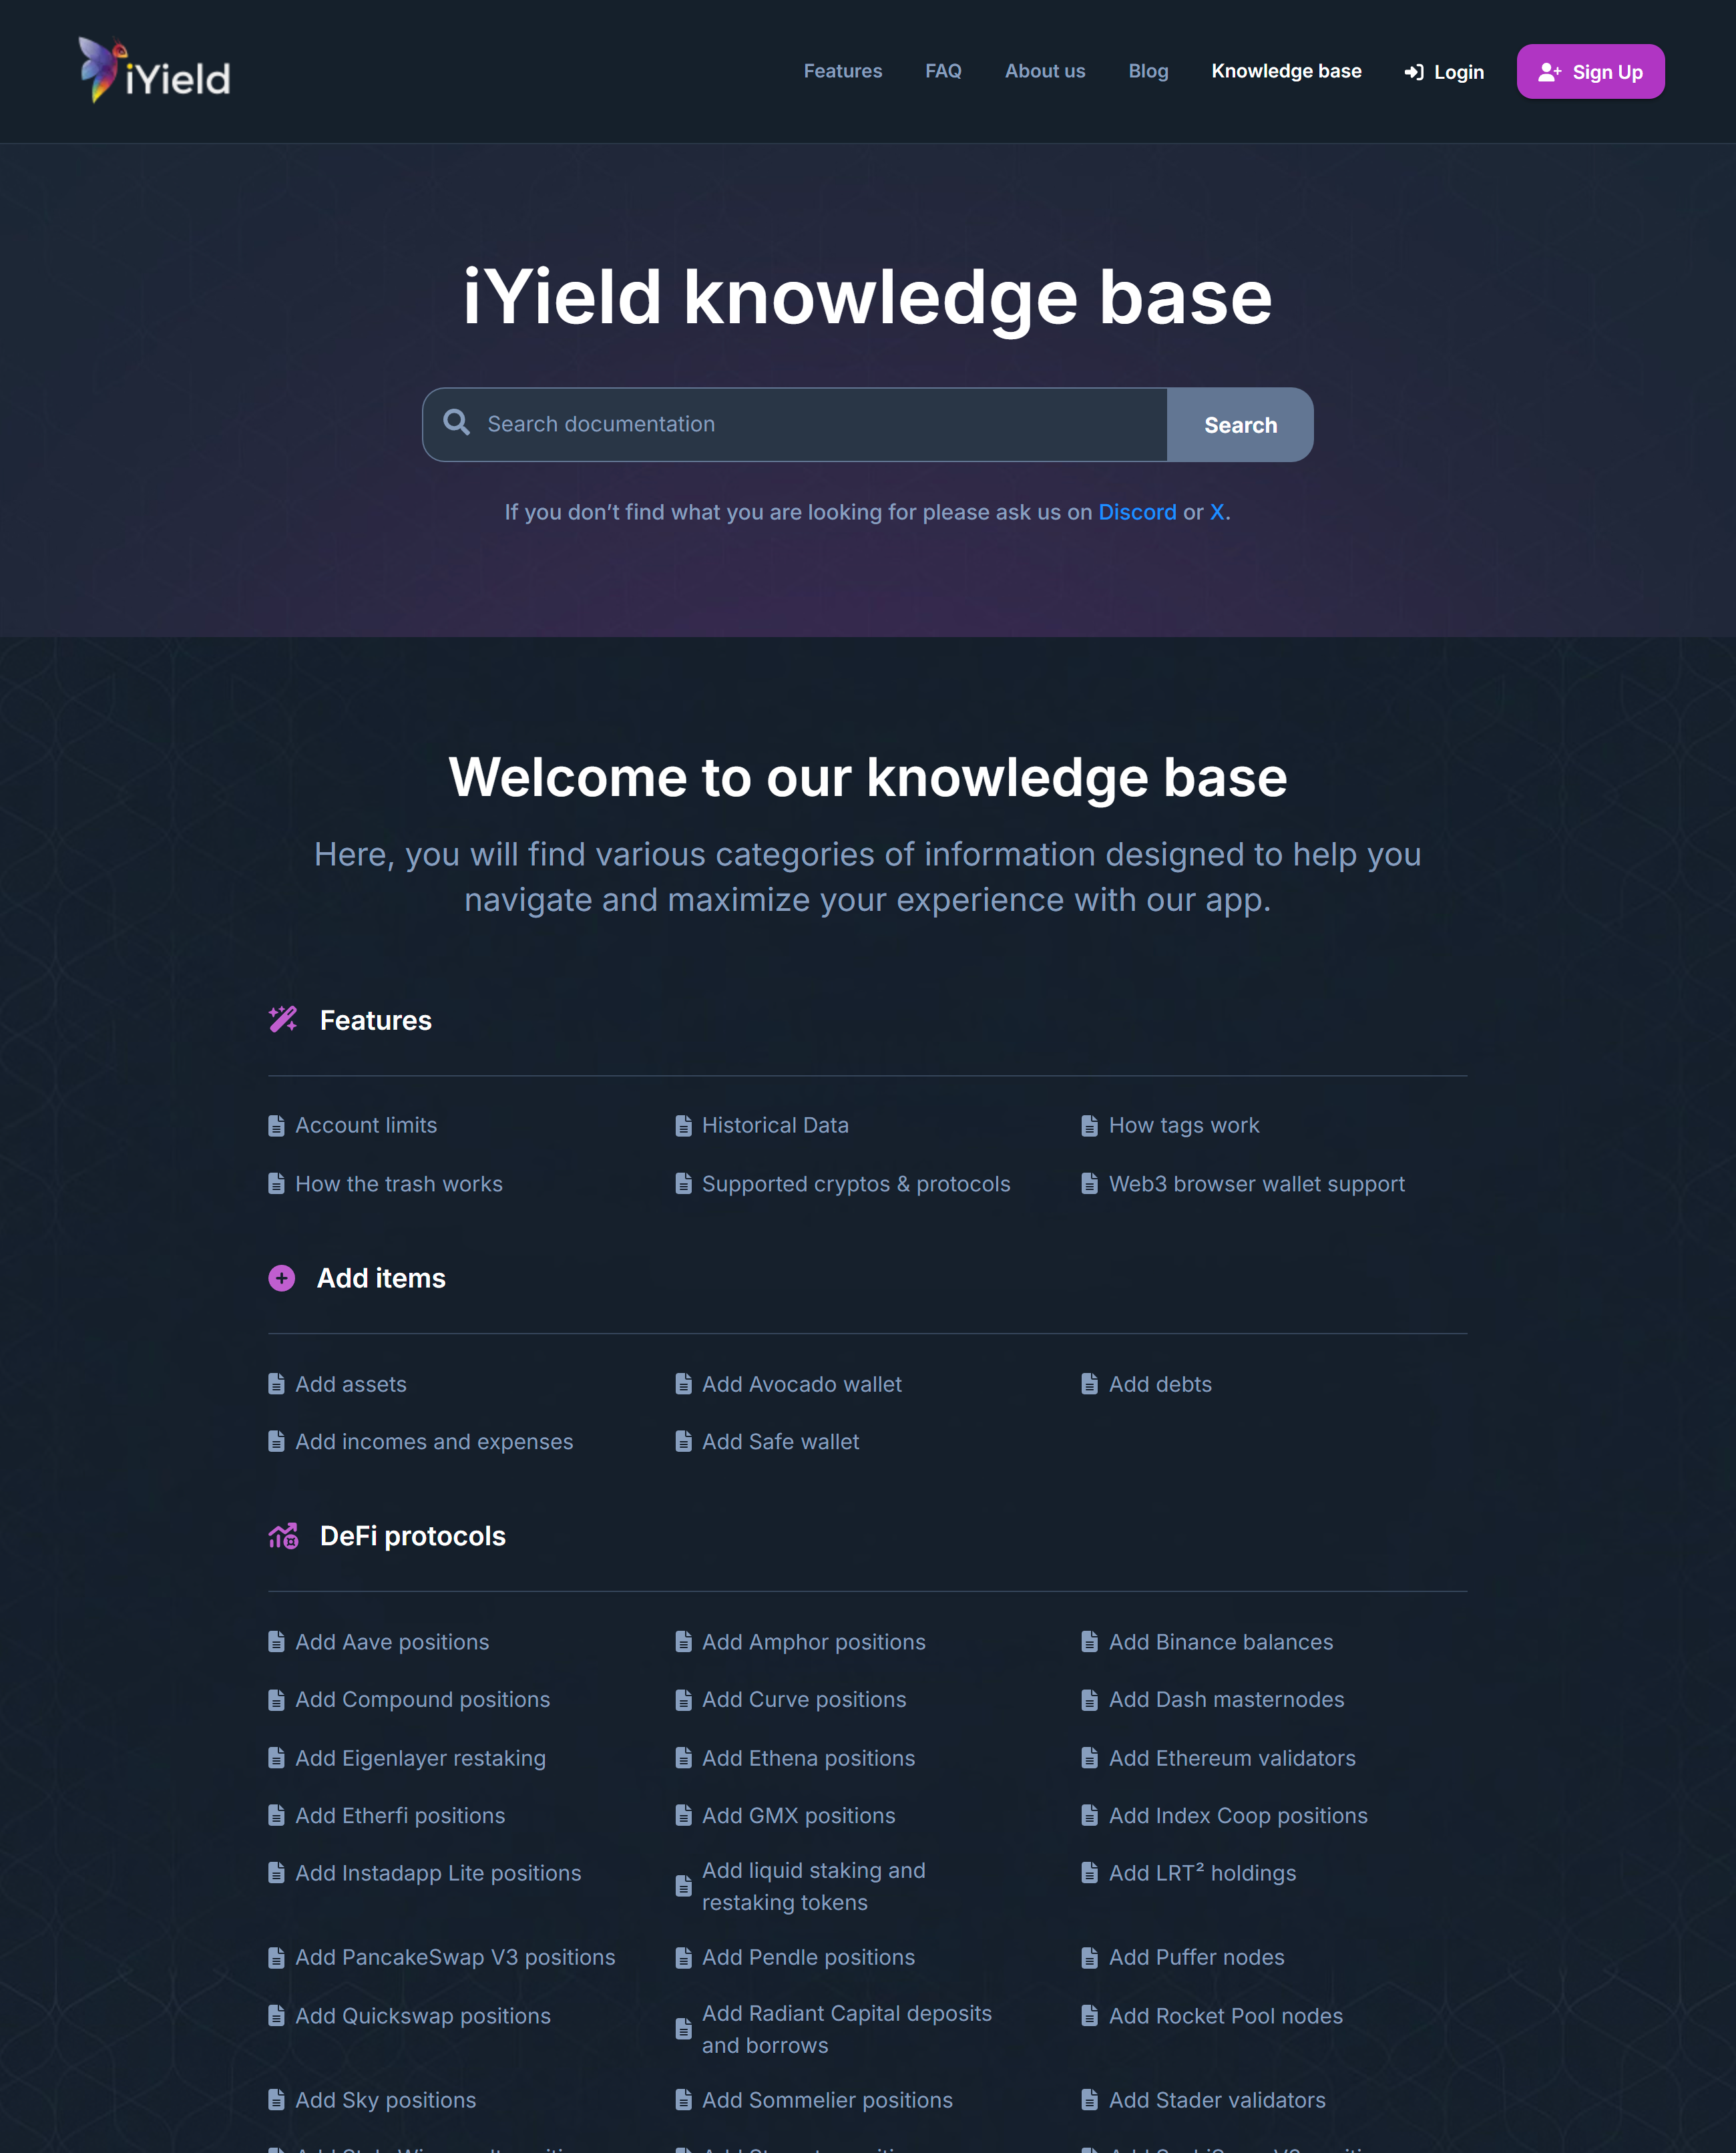 iYield
Features FAQ About us Blog Knowledge base Login Sign Up
iYield knowledge base
Search documentation Search
If you don’t find what you are looking for please ask us on Discord or X.
Welcome to our knowledge base
Here, you will find various categories of information designed to help you
navigate and maximize your experience with our app.
Features
Account limits Historical Data How tags work
How the trash works Supported cryptos & protocols Web3 browser wallet support
Add items
Add assets Add Avocado wallet Add debts
Add incomes and expenses Add Safe wallet
DeFi protocols
Add Aave positions Add Amphor positions Add Binance balances
Add Compound positions Add Curve positions Add Dash masternodes
Add Eigenlayer restaking Add Ethena positions Add Ethereum validators
Add Etherfi positions Add GMX positions Add Index Coop positions
Add Instadapp Lite positions Add liquid staking and
restaking tokens Add LRT² holdings
Add PancakeSwap V3 positions Add Pendle positions Add Puffer nodes
Add Quickswap positions Add Radiant Capital deposits
and borrows Add Rocket Pool nodes
Add Sky positions Add Sommelier positions Add Stader validators